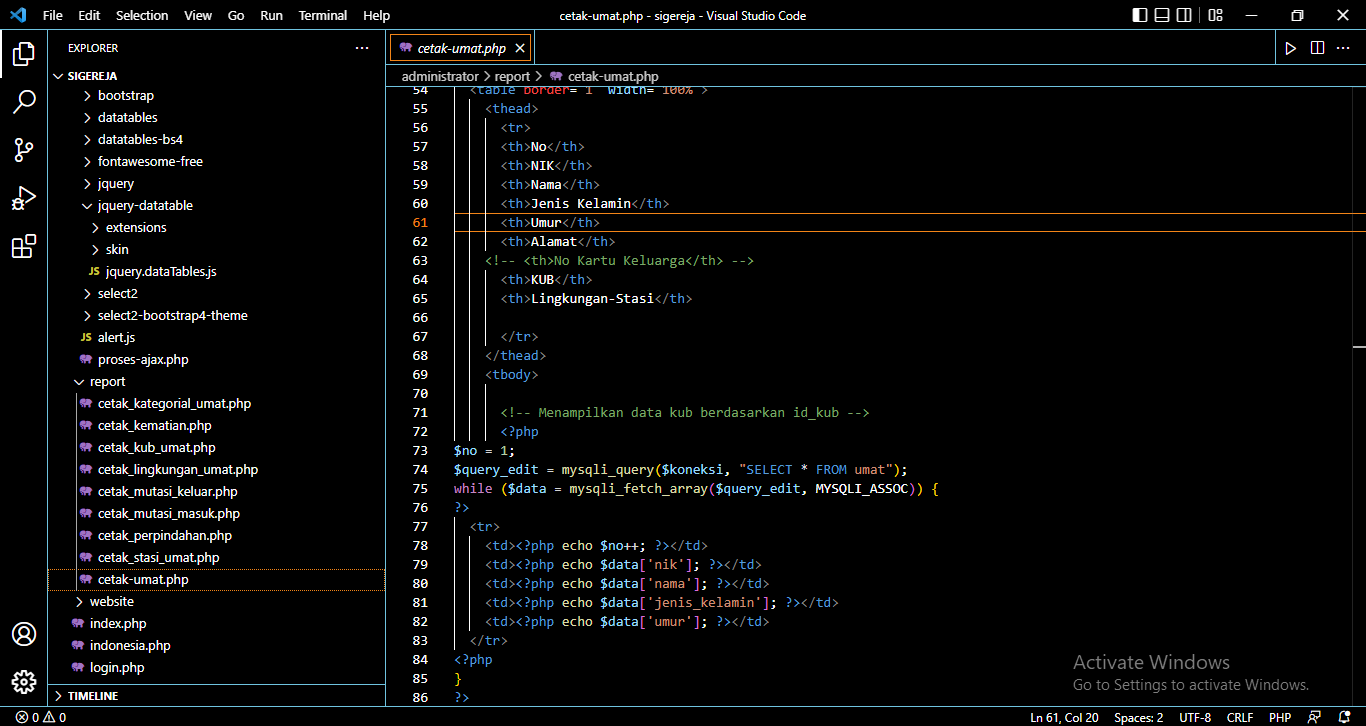 File Edit Selection View Go Run Terminal Help cetak-umat.php - sigereja - Visual Studio Code
EXPLORER
SIGEREJA
bootstrap
datatables
datatables-bs4
fontawesome-free
jquery
jquery-datatable
extensions
skin
JS jquery.dataTables.js
select2
select2-bootstrap4-theme
JS alert.js
proses-ajax.php
report
cetak_kategorial_umat.php
cetak_kematian.php
cetak_kub_umat.php
cetak_lingkungan_umat.php
cetak_mutasi_keluar.php
cetak_mutasi_masuk.php
cetak_perpindahan.php
cetak_stasi_umat.php
cetak-umat.php
website
index.php
indonesia.php
login.php
TIMELINE
cetak-umat.php
administrator > report > cetak-umat.php
54 <table border="1" width="100%">
55 <thead>
56 <tr>
57 <th>No</th>
58 <th>NIK</th>
59 <th>Nama</th>
60 <th>Jenis Kelamin</th>
61 <th>Umur</th>
62 <th>Alamat</th>
63 <!-- <th>No Kartu Keluarga</th> -->
64 <th>KUB</th>
65 <th>Lingkungan-Stasi</th>
66
67 </tr>
68 </thead>
69 <tbody>
70
71 <!-- Menampilkan data kub berdasarkan id_kub -->
72 <?php
73 $no = 1;
74 $query_edit = mysqli_query($koneksi, "SELECT * FROM umat");
75 while ($data = mysqli_fetch_array($query_edit, MYSQLI_ASSOC)) {
76 ?>
77 <tr>
78 <td><?php echo $no++; ?></td>
79 <td><?php echo $data['nik']; ?></td>
80 <td><?php echo $data['nama']; ?></td>
81 <td><?php echo $data['jenis_kelamin']; ?></td>
82 <td><?php echo $data['umur']; ?></td>
83 </tr>
84 <?php
85 }
86 ?>
Activate Windows
Go to Settings to activate Windows.
0 0 Ln 61, Col 20 Spaces: 2 UTF-8 CRLF PHP